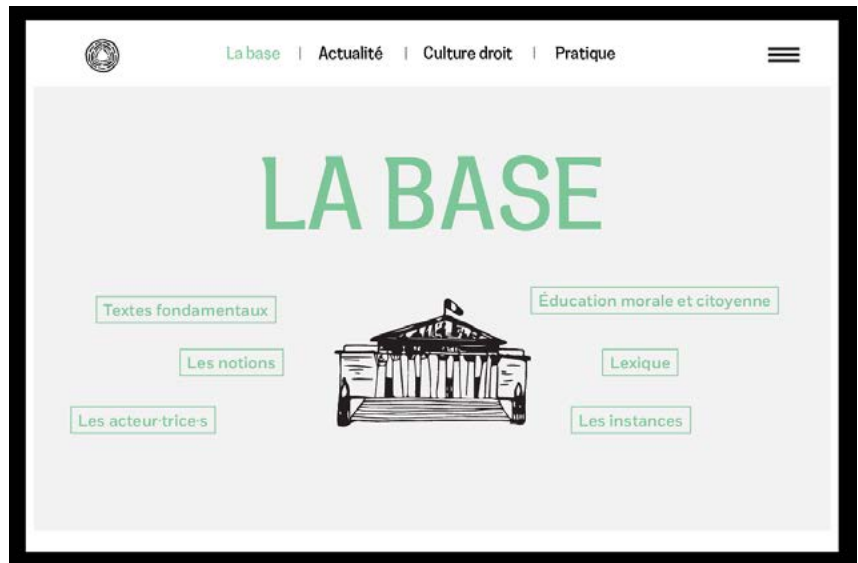 La base | Actualité | Culture droit | Pratique
LA BASE
Textes fondamentaux
Éducation morale et citoyenne
Les notions
Lexique
Les acteur·trice·s
Les instances